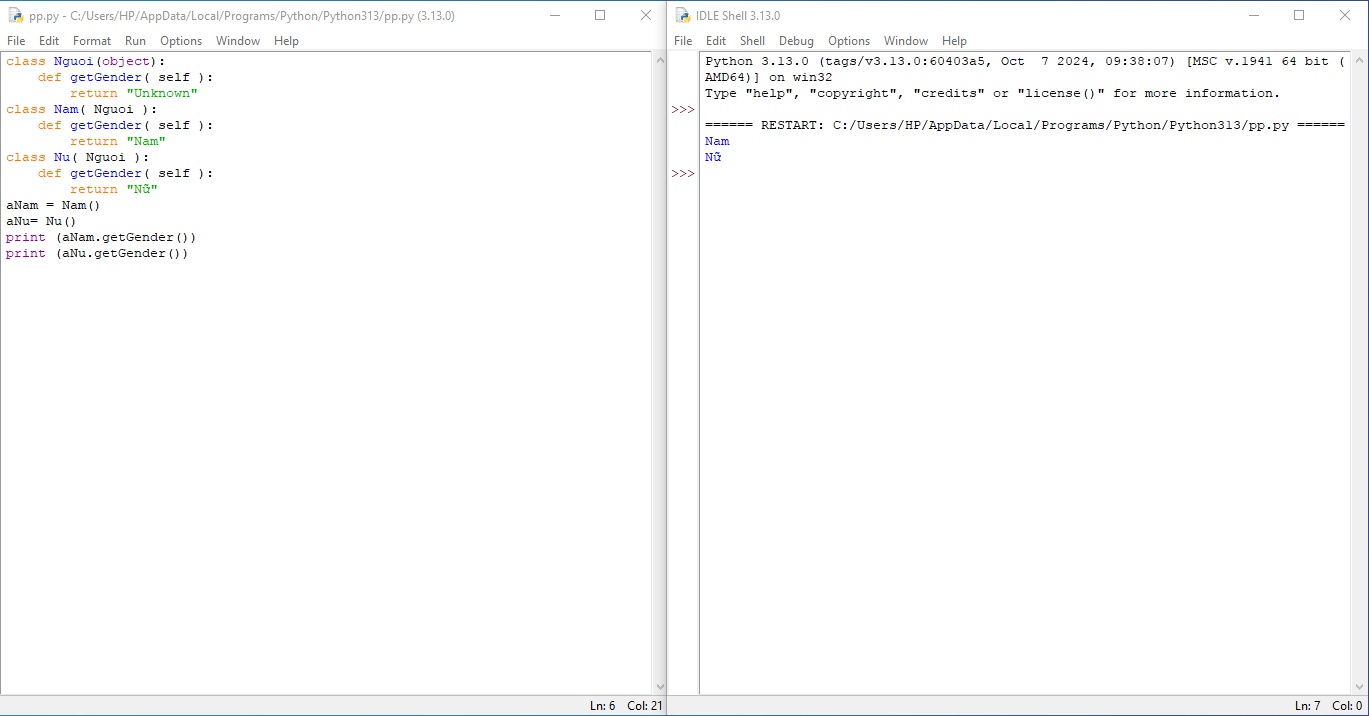 pp.py - C:/Users/HP/AppData/Local/Programs/Python/Python313/pp.py (3.13.0)
File Edit Format Run Options Window Help
class Nguoi(object):
    def getGender( self ):
        return "Unknown"
class Nam( Nguoi ):
    def getGender( self ):
        return "Nam"
class Nu( Nguoi ):
    def getGender( self ):
        return "Nữ"
aNam = Nam()
aNu= Nu()
print (aNam.getGender())
print (aNu.getGender())
Ln: 6 Col: 21
IDLE Shell 3.13.0
File Edit Shell Debug Options Window Help
Python 3.13.0 (tags/v3.13.0:60403a5, Oct  7 2024, 09:38:07) [MSC v.1941 64 bit (
AMD64)] on win32
Type "help", "copyright", "credits" or "license()" for more information.
>>>
====== RESTART: C:/Users/HP/AppData/Local/Programs/Python/Python313/pp.py ======
Nam
Nữ
>>>
Ln: 7 Col: 0